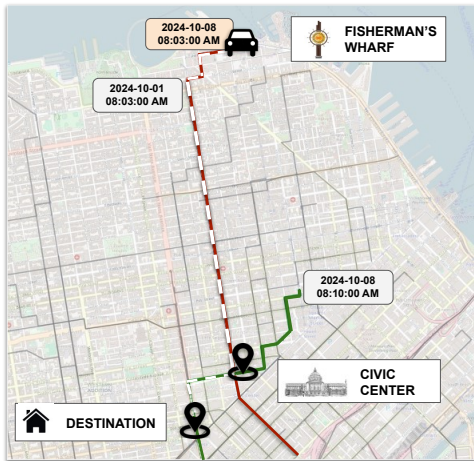 2024-10-08
08:03:00 AM
FISHERMAN'S
WHARF
2024-10-01
08:03:00 AM
2024-10-08
08:10:00 AM
CIVIC
CENTER
DESTINATION